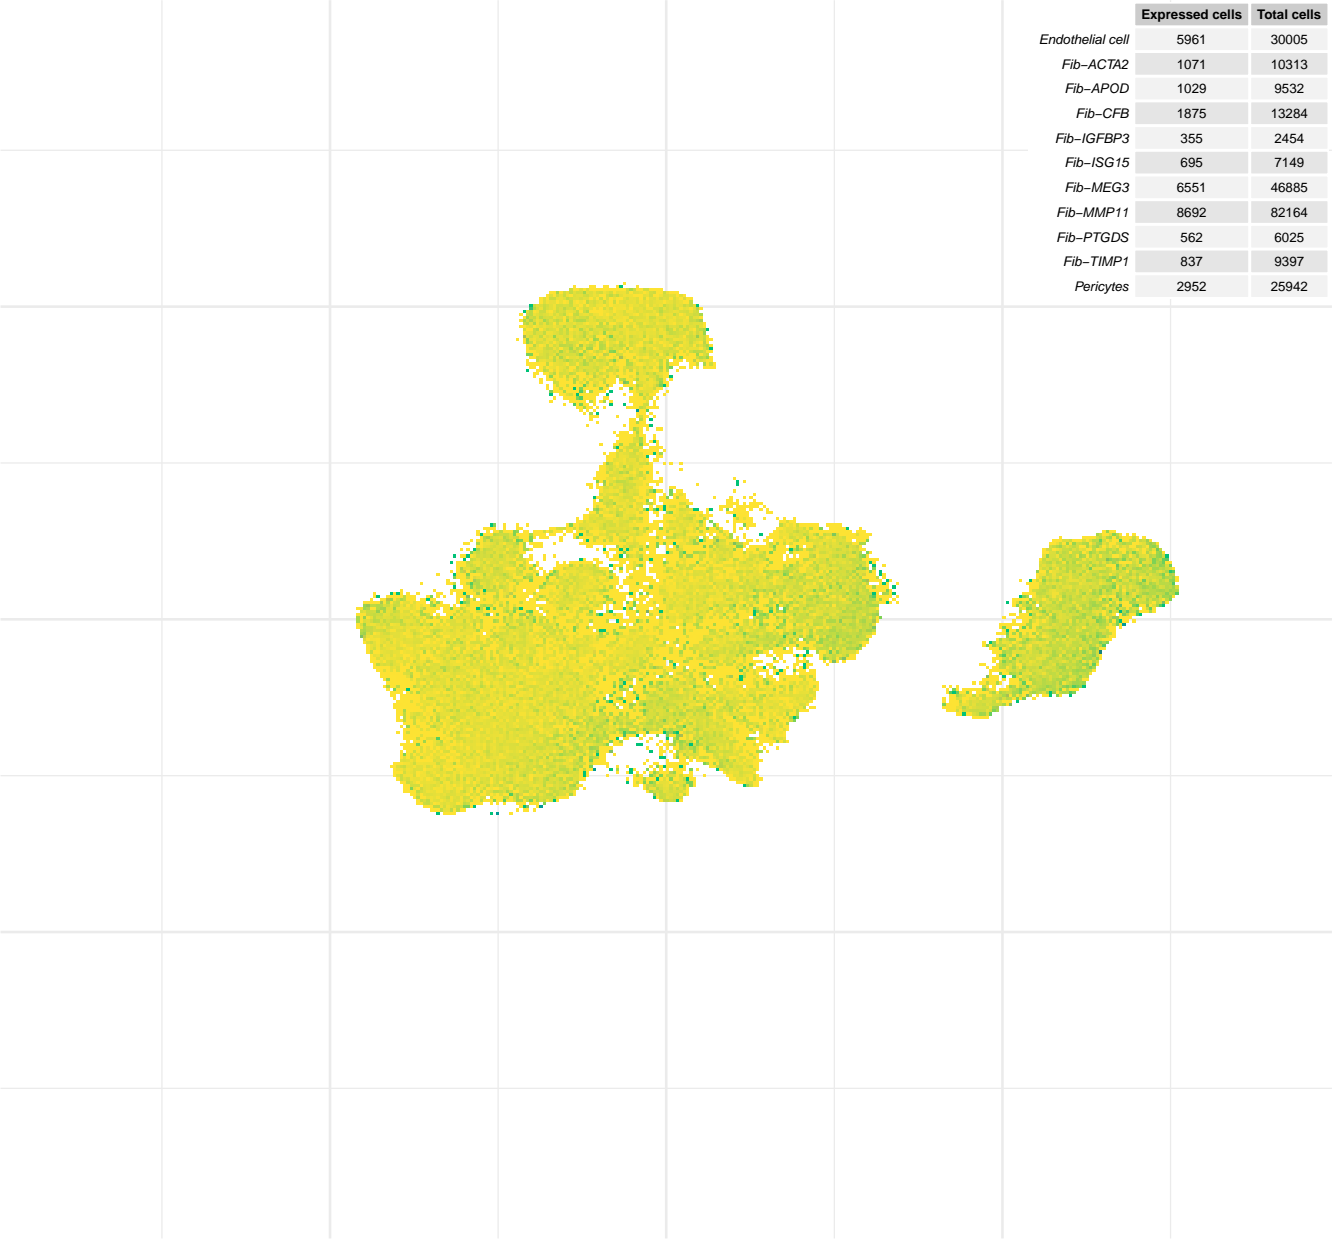 Expressed cells Total cells
Endothelial cell 5961 30005
Fib−ACTA2 1071 10313
Fib−APOD 1029 9532
Fib−CFB 1875 13284
Fib−IGFBP3 355 2454
Fib−ISG15 695 7149
Fib−MEG3 6551 46885
Fib−MMP11 8692 82164
Fib−PTGDS 562 6025
Fib−TIMP1 837 9397
Pericytes 2952 25942